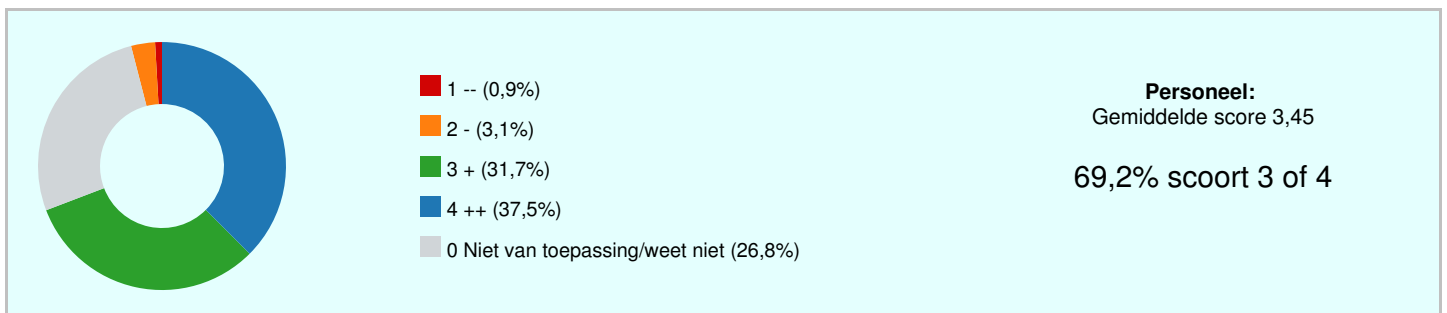 1 -- (0,9%)
2 - (3,1%)
3 + (31,7%)
4 ++ (37,5%)
0 Niet van toepassing/weet niet (26,8%)
Personeel:
Gemiddelde score 3,45
69,2% scoort 3 of 4